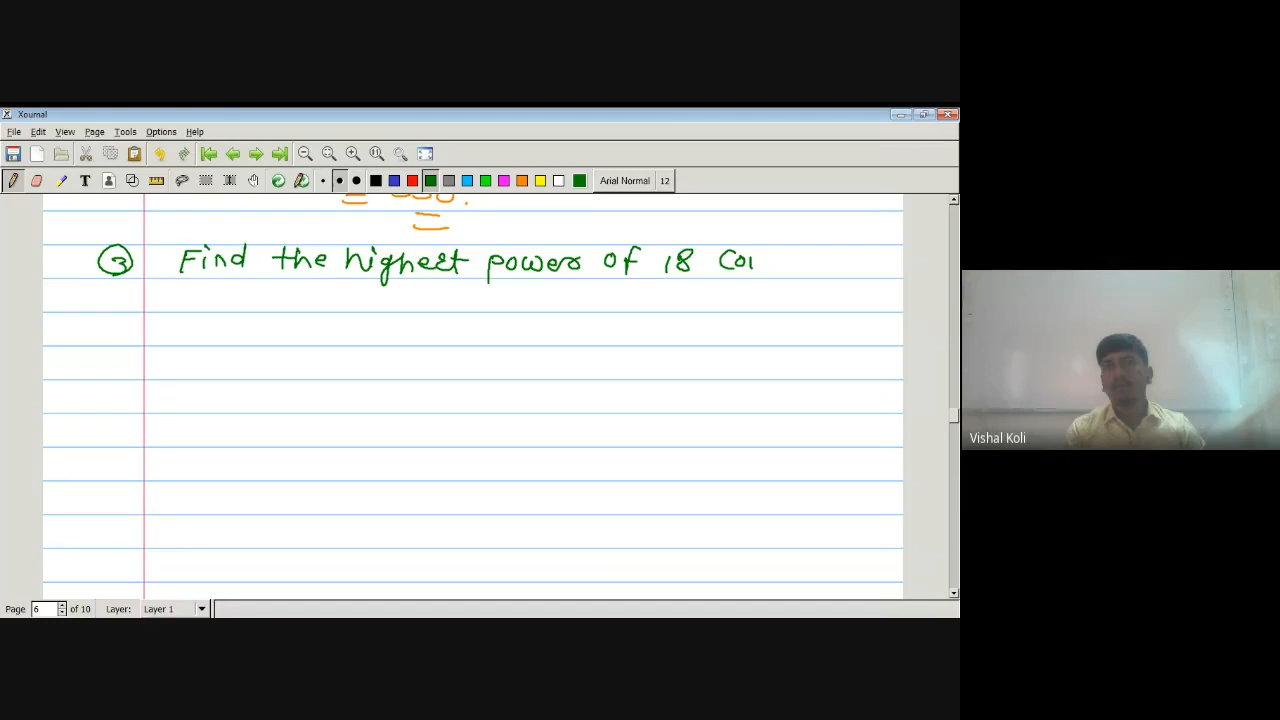 Xournal
File Edit View Page Tools Options Help
Arial Normal 12
③ Find the highest power of 18 Co
Vishal Koli
Page 6 of 10 Layer: Layer 1